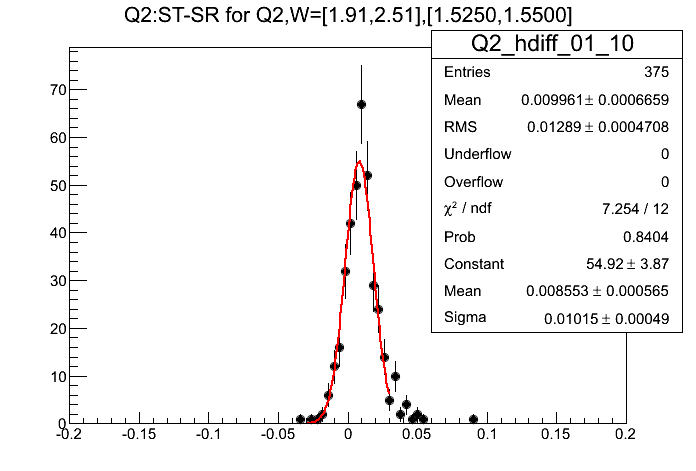 Q2:ST-SR for Q2,W=[1.91,2.51],[1.5250,1.5500]
Q2_hdiff_01_10
Entries 375
Mean 0.009961± 0.0006659
RMS 0.01289± 0.0004708
Underflow 0
Overflow 0
χ² / ndf 7.254 / 12
Prob 0.8404
Constant 54.92 ± 3.87
Mean 0.008553 ± 0.000565
Sigma 0.01015 ± 0.00049
70
60
50
40
30
20
10
0
-0.2 -0.15 -0.1 -0.05 0 0.05 0.1 0.15 0.2